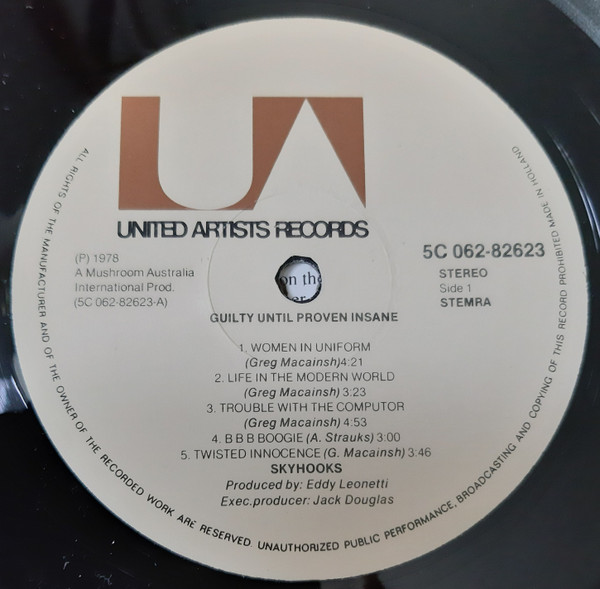 UA
UNITED ARTISTS RECORDS
(P) 1978
A Mushroom Australia
International Prod.
(5C 062-82623-A)
5C 062-82623
STEREO
Side 1
STEMRA
on the
er
GUILTY UNTIL PROVEN INSANE
1. WOMEN IN UNIFORM
(Greg Macainsh)4:21
2. LIFE IN THE MODERN WORLD
(Greg Macainsh) 3:23
3. TROUBLE WITH THE COMPUTOR
(Greg Macainsh) 4:53
4. B B B BOOGIE (A. Strauks) 3:00
5. TWISTED INNOCENCE (G. Macainsh) 3:46
SKYHOOKS
Produced by: Eddy Leonetti
Exec.producer: Jack Douglas
ALL RIGHTS OF THE MANUFACTURER AND OF THE OWNER OF THE RECORDED WORK ARE RESERVED. UNAUTHORIZED PUBLIC PERFORMANCE, BROADCASTING AND COPYING OF THIS RECORD PROHIBITED MADE IN HOLLAND